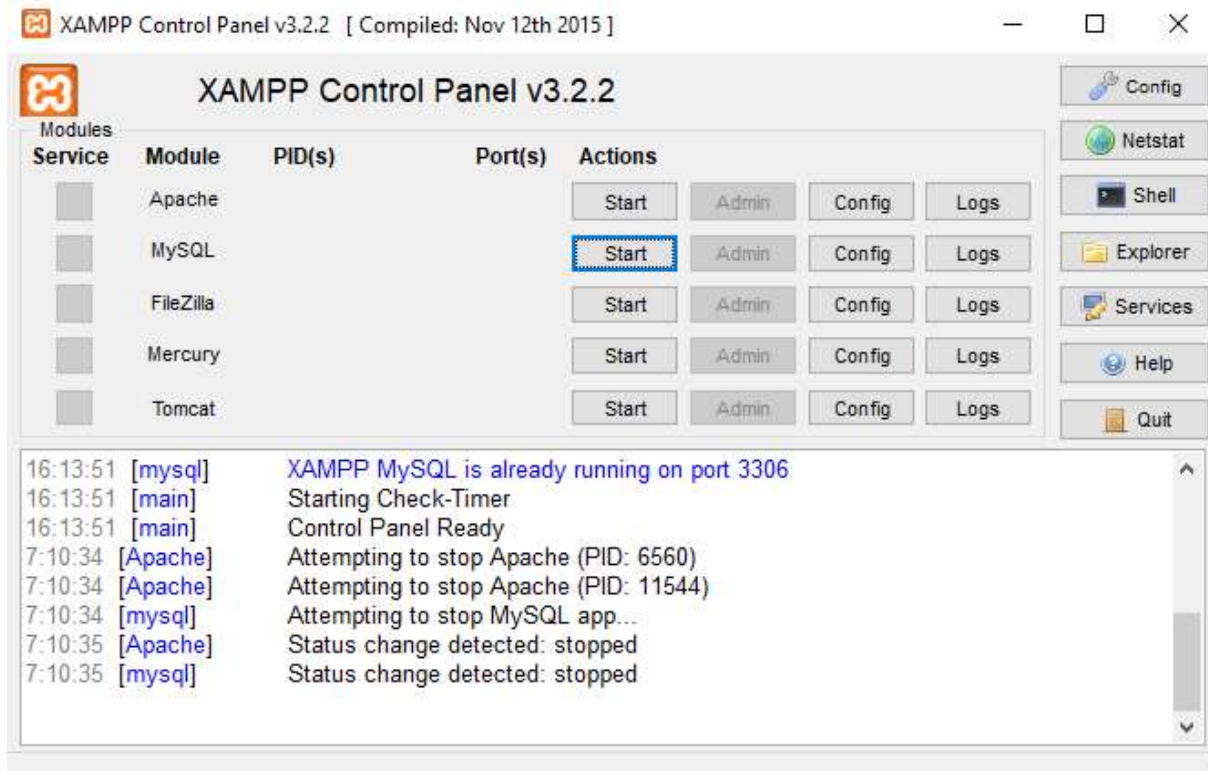 XAMPP Control Panel v3.2.2 [ Compiled: Nov 12th 2015 ]
XAMPP Control Panel v3.2.2
Config
Modules
Service Module PID(s) Port(s) Actions
Netstat
Apache Start Admin Config Logs
Shell
MySQL Start Admin Config Logs
Explorer
FileZilla Start Admin Config Logs
Services
Mercury Start Admin Config Logs
Help
Tomcat Start Admin Config Logs
Quit
16:13:51 [mysql] XAMPP MySQL is already running on port 3306
16:13:51 [main] Starting Check-Timer
16:13:51 [main] Control Panel Ready
7:10:34 [Apache] Attempting to stop Apache (PID: 6560)
7:10:34 [Apache] Attempting to stop Apache (PID: 11544)
7:10:34 [mysql] Attempting to stop MySQL app...
7:10:35 [Apache] Status change detected: stopped
7:10:35 [mysql] Status change detected: stopped